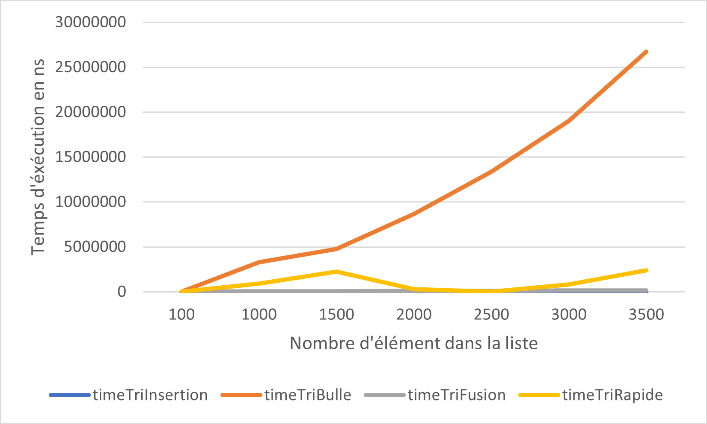 30000000
25000000
20000000
15000000
10000000
5000000
0
Temps d'éxécution en ns
100 1000 1500 2000 2500 3000 3500
Nombre d'élément dans la liste
timeTriInsertion timeTriBulle timeTriFusion timeTriRapide